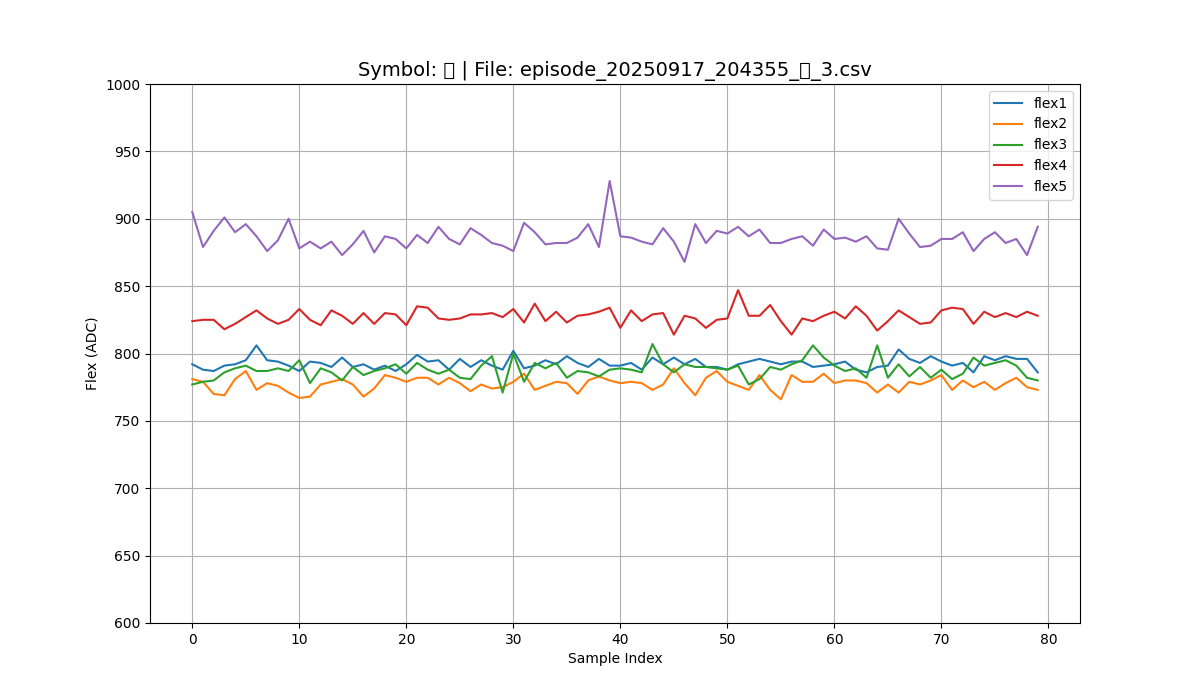 Symbol: | File: episode_20250917_204355_ _3.csv
flex1
flex2
flex3
flex4
flex5
1000
950
900
850
800
750
700
650
600
Flex (ADC)
0 10 20 30 40 50 60 70 80
Sample Index